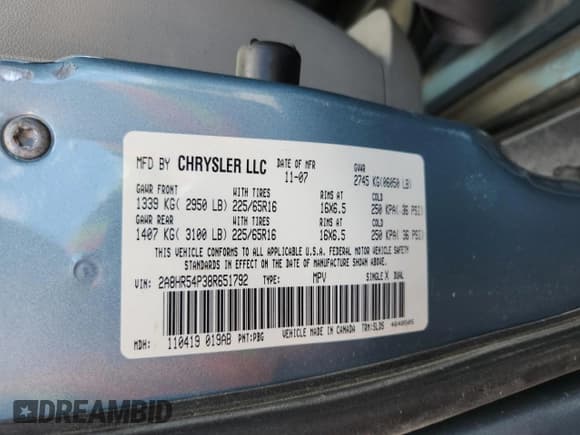 MFD BY CHRYSLER LLC DATE OF MFR GVWR
11-07 2745 KG(06050 LB)
GAWR FRONT WITH TIRES RIMS AT COLD
1339 KG( 2950 LB) 225/65R16 16X6.5 250 KPA( 36 PSI)
GAWR REAR WITH TIRES RIMS AT COLD
1407 KG( 3100 LB) 225/65R16 16X6.5 250 KPA( 36 PSI)
THIS VEHICLE CONFORMS TO ALL APPLICABLE U.S.A. FEDERAL MOTOR VEHICLE SAFETY
STANDARDS IN EFFECT ON THE DATE OF MANUFACTURE SHOWN ABOVE.
VIN: 2A8HR54P38R651792 TYPE: MPV SINGLE X DUAL
MDH: 110419 019AB PNT:PBG VEHICLE MADE IN CANADA TRM:SLD5
DREAMBID